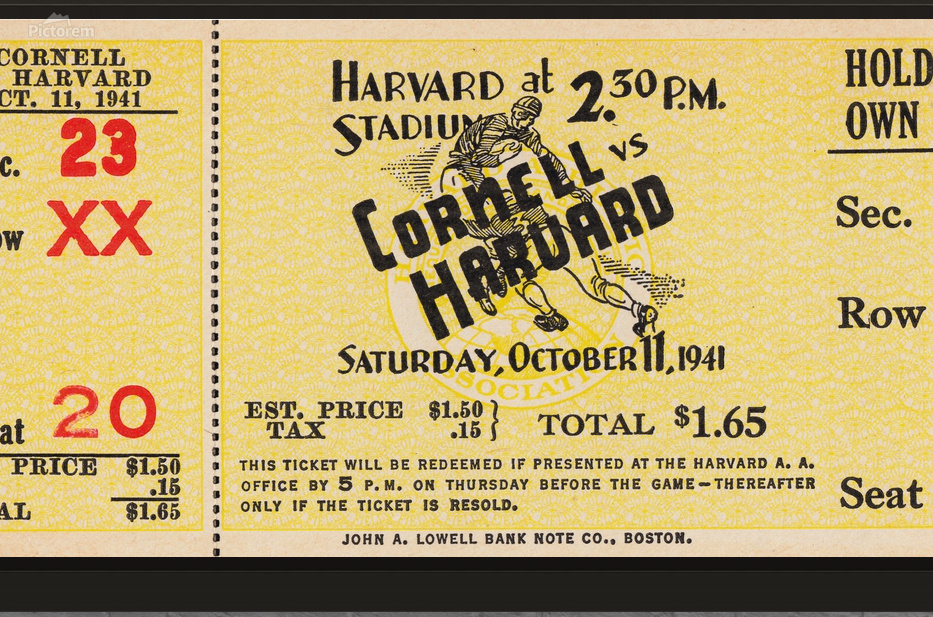 Pictorem
CORNELL
HARVARD
CT. 11, 1941
c. 23
ow XX
at 20
PRICE $1.50
.15
AL $1.65
HARVARD at 2.30 P.M.
STADIUM
CORNELL vs
HARVARD
SATURDAY, OCTOBER 11, 1941
EST. PRICE $1.50 }
TAX .15
TOTAL $1.65
THIS TICKET WILL BE REDEEMED IF PRESENTED AT THE HARVARD A. A.
OFFICE BY 5 P.M. ON THURSDAY BEFORE THE GAME—THEREAFTER
ONLY IF THE TICKET IS RESOLD.
JOHN A. LOWELL BANK NOTE CO., BOSTON.
HOLD
OWN
Sec.
Row
Seat